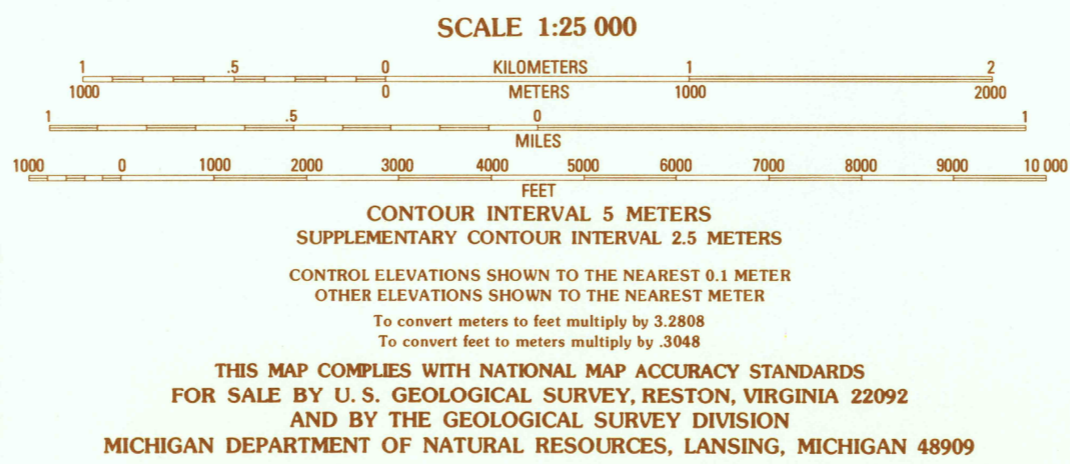 SCALE 1:25 000
1 .5 0 KILOMETERS 1 2
1000 0 METERS 1000 2000
1 .5 0 1
MILES
1000 0 1000 2000 3000 4000 5000 6000 7000 8000 9000 10 000
FEET
CONTOUR INTERVAL 5 METERS
SUPPLEMENTARY CONTOUR INTERVAL 2.5 METERS
CONTROL ELEVATIONS SHOWN TO THE NEAREST 0.1 METER
OTHER ELEVATIONS SHOWN TO THE NEAREST METER
To convert meters to feet multiply by 3.2808
To convert feet to meters multiply by .3048
THIS MAP COMPLIES WITH NATIONAL MAP ACCURACY STANDARDS
FOR SALE BY U. S. GEOLOGICAL SURVEY, RESTON, VIRGINIA 22092
AND BY THE GEOLOGICAL SURVEY DIVISION
MICHIGAN DEPARTMENT OF NATURAL RESOURCES, LANSING, MICHIGAN 48909